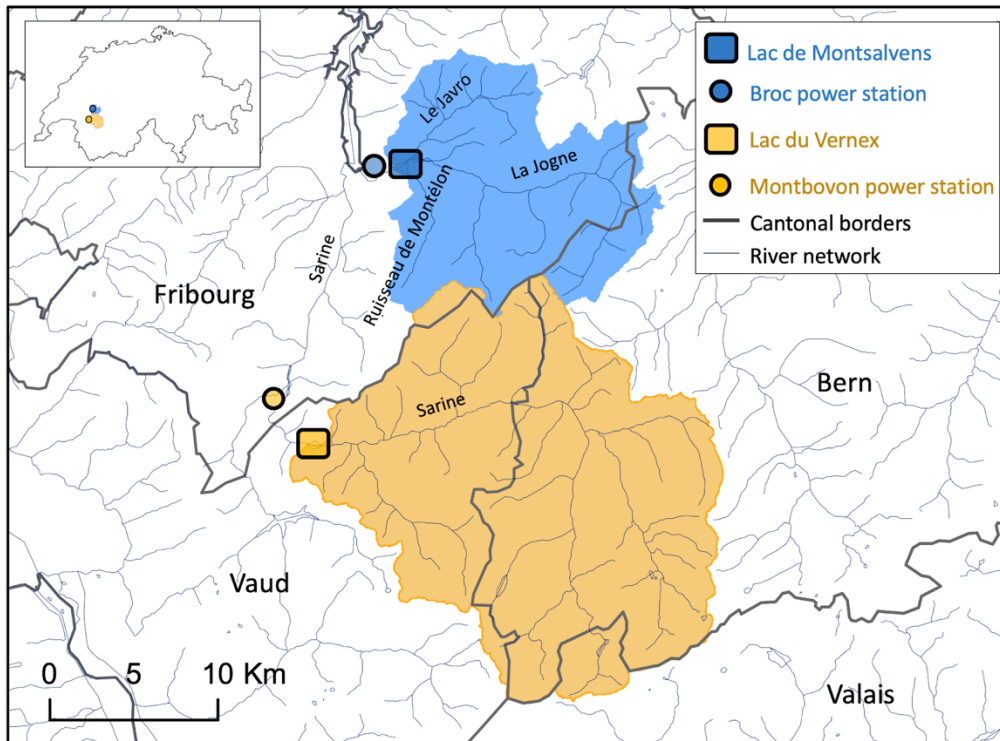 Lac de Montsalvens
Broc power station
Lac du Vernex
Montbovon power station
Cantonal borders
River network
Le Javro
La Jogne
Ruisseau de Montélon
Sarine
Fribourg
Sarine
Bern
Vaud
Valais
0 5 10 Km